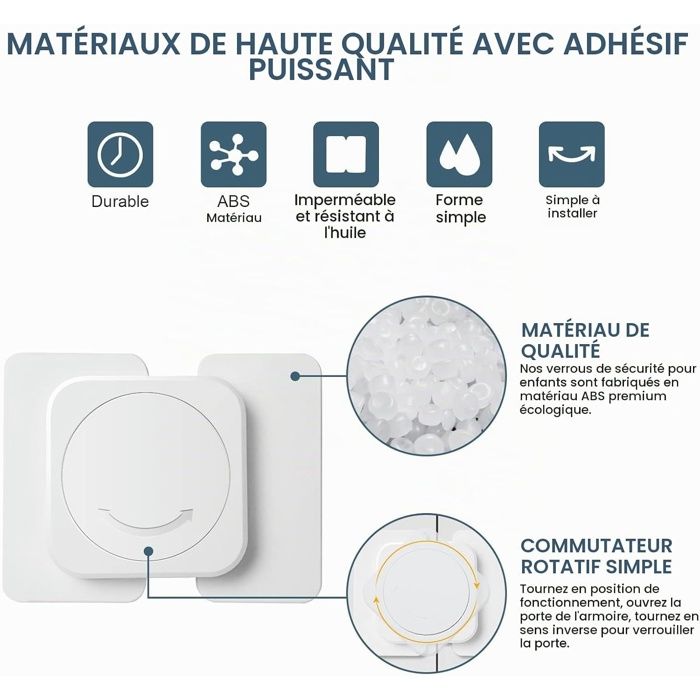 MATÉRIAUX DE HAUTE QUALITÉ AVEC ADHÉSIF
PUISSANT
Durable
ABS
Matériau
Imperméable
et résistant à
l'huile
Forme
simple
Simple à
installer
MATÉRIAU DE
QUALITÉ
Nos verrous de sécurité pour
enfants sont fabriqués en
matériau ABS premium
écologique.
COMMUTATEUR
ROTATIF SIMPLE
Tournez en position de
fonctionnement, ouvrez la
porte de l'armoire, tournez en
sens inverse pour verrouiller
la porte.